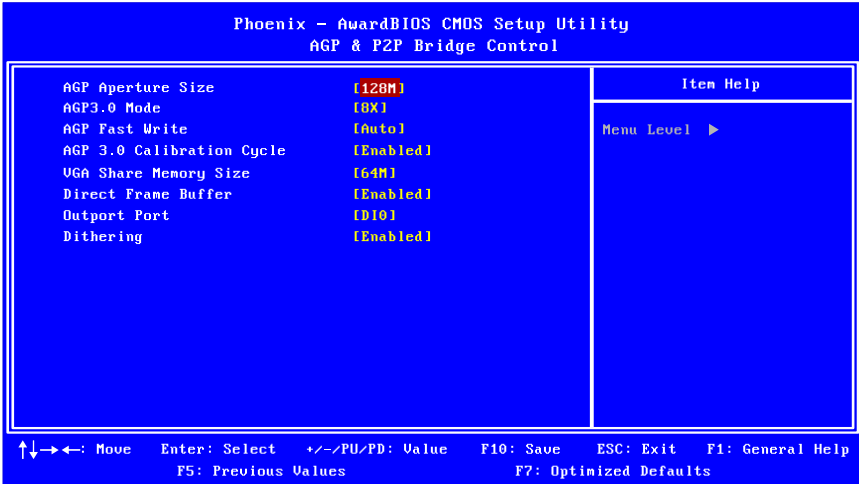 Phoenix – AwardBIOS CMOS Setup Utility
AGP & P2P Bridge Control
AGP Aperture Size [128M]
AGP3.0 Mode [8X]
AGP Fast Write [Auto]
AGP 3.0 Calibration Cycle [Enabled]
VGA Share Memory Size [64M]
Direct Frame Buffer [Enabled]
Outport Port [DI0]
Dithering [Enabled]
Item Help
Menu Level ▶
↑↓→←: Move Enter: Select +/-/PU/PD: Value F10: Save ESC: Exit F1: General Help
F5: Previous Values F7: Optimized Defaults